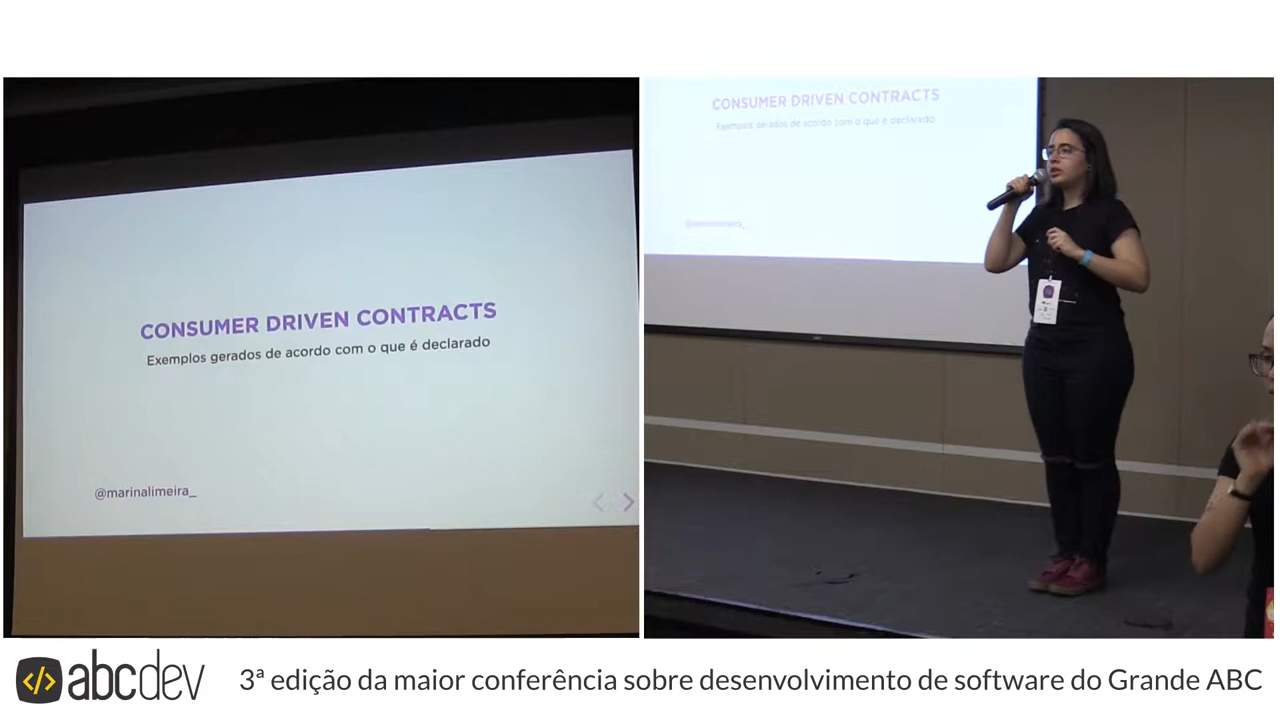 CONSUMER DRIVEN CONTRACTS
Exemplos gerados de acordo com o que é declarado
@marinalimeira_
CONSUMER DRIVEN CONTRACTS
Exemplos gerados de acordo com o que é declarado
@marinalimeira_
</> abcdev
3ª edição da maior conferência sobre desenvolvimento de software do Grande ABC